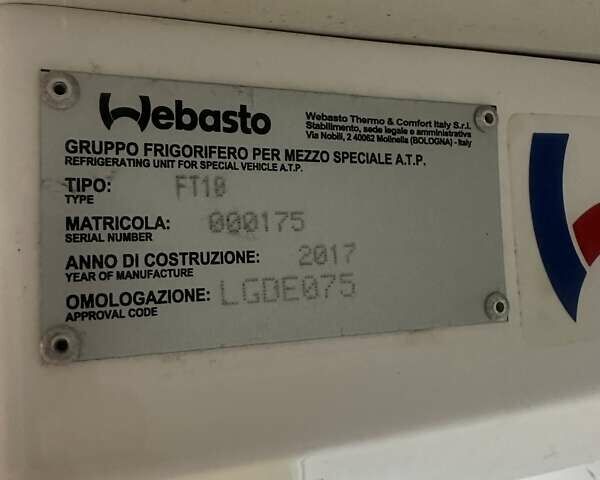 Webasto
Webasto Thermo & Comfort Italy S.r.l.
Stabilimento, sede legale e amministrativa
Via Nobili, 2 40062 Molinella (BOLOGNA) - Italy
GRUPPO FRIGORIFERO PER MEZZO SPECIALE A.T.P.
REFRIGERATING UNIT FOR SPECIAL VEHICLE A.T.P.
TIPO: FT10
TYPE
MATRICOLA: 000175
SERIAL NUMBER
ANNO DI COSTRUZIONE: 2017
YEAR OF MANUFACTURE
OMOLOGAZIONE: LGDE075
APPROVAL CODE